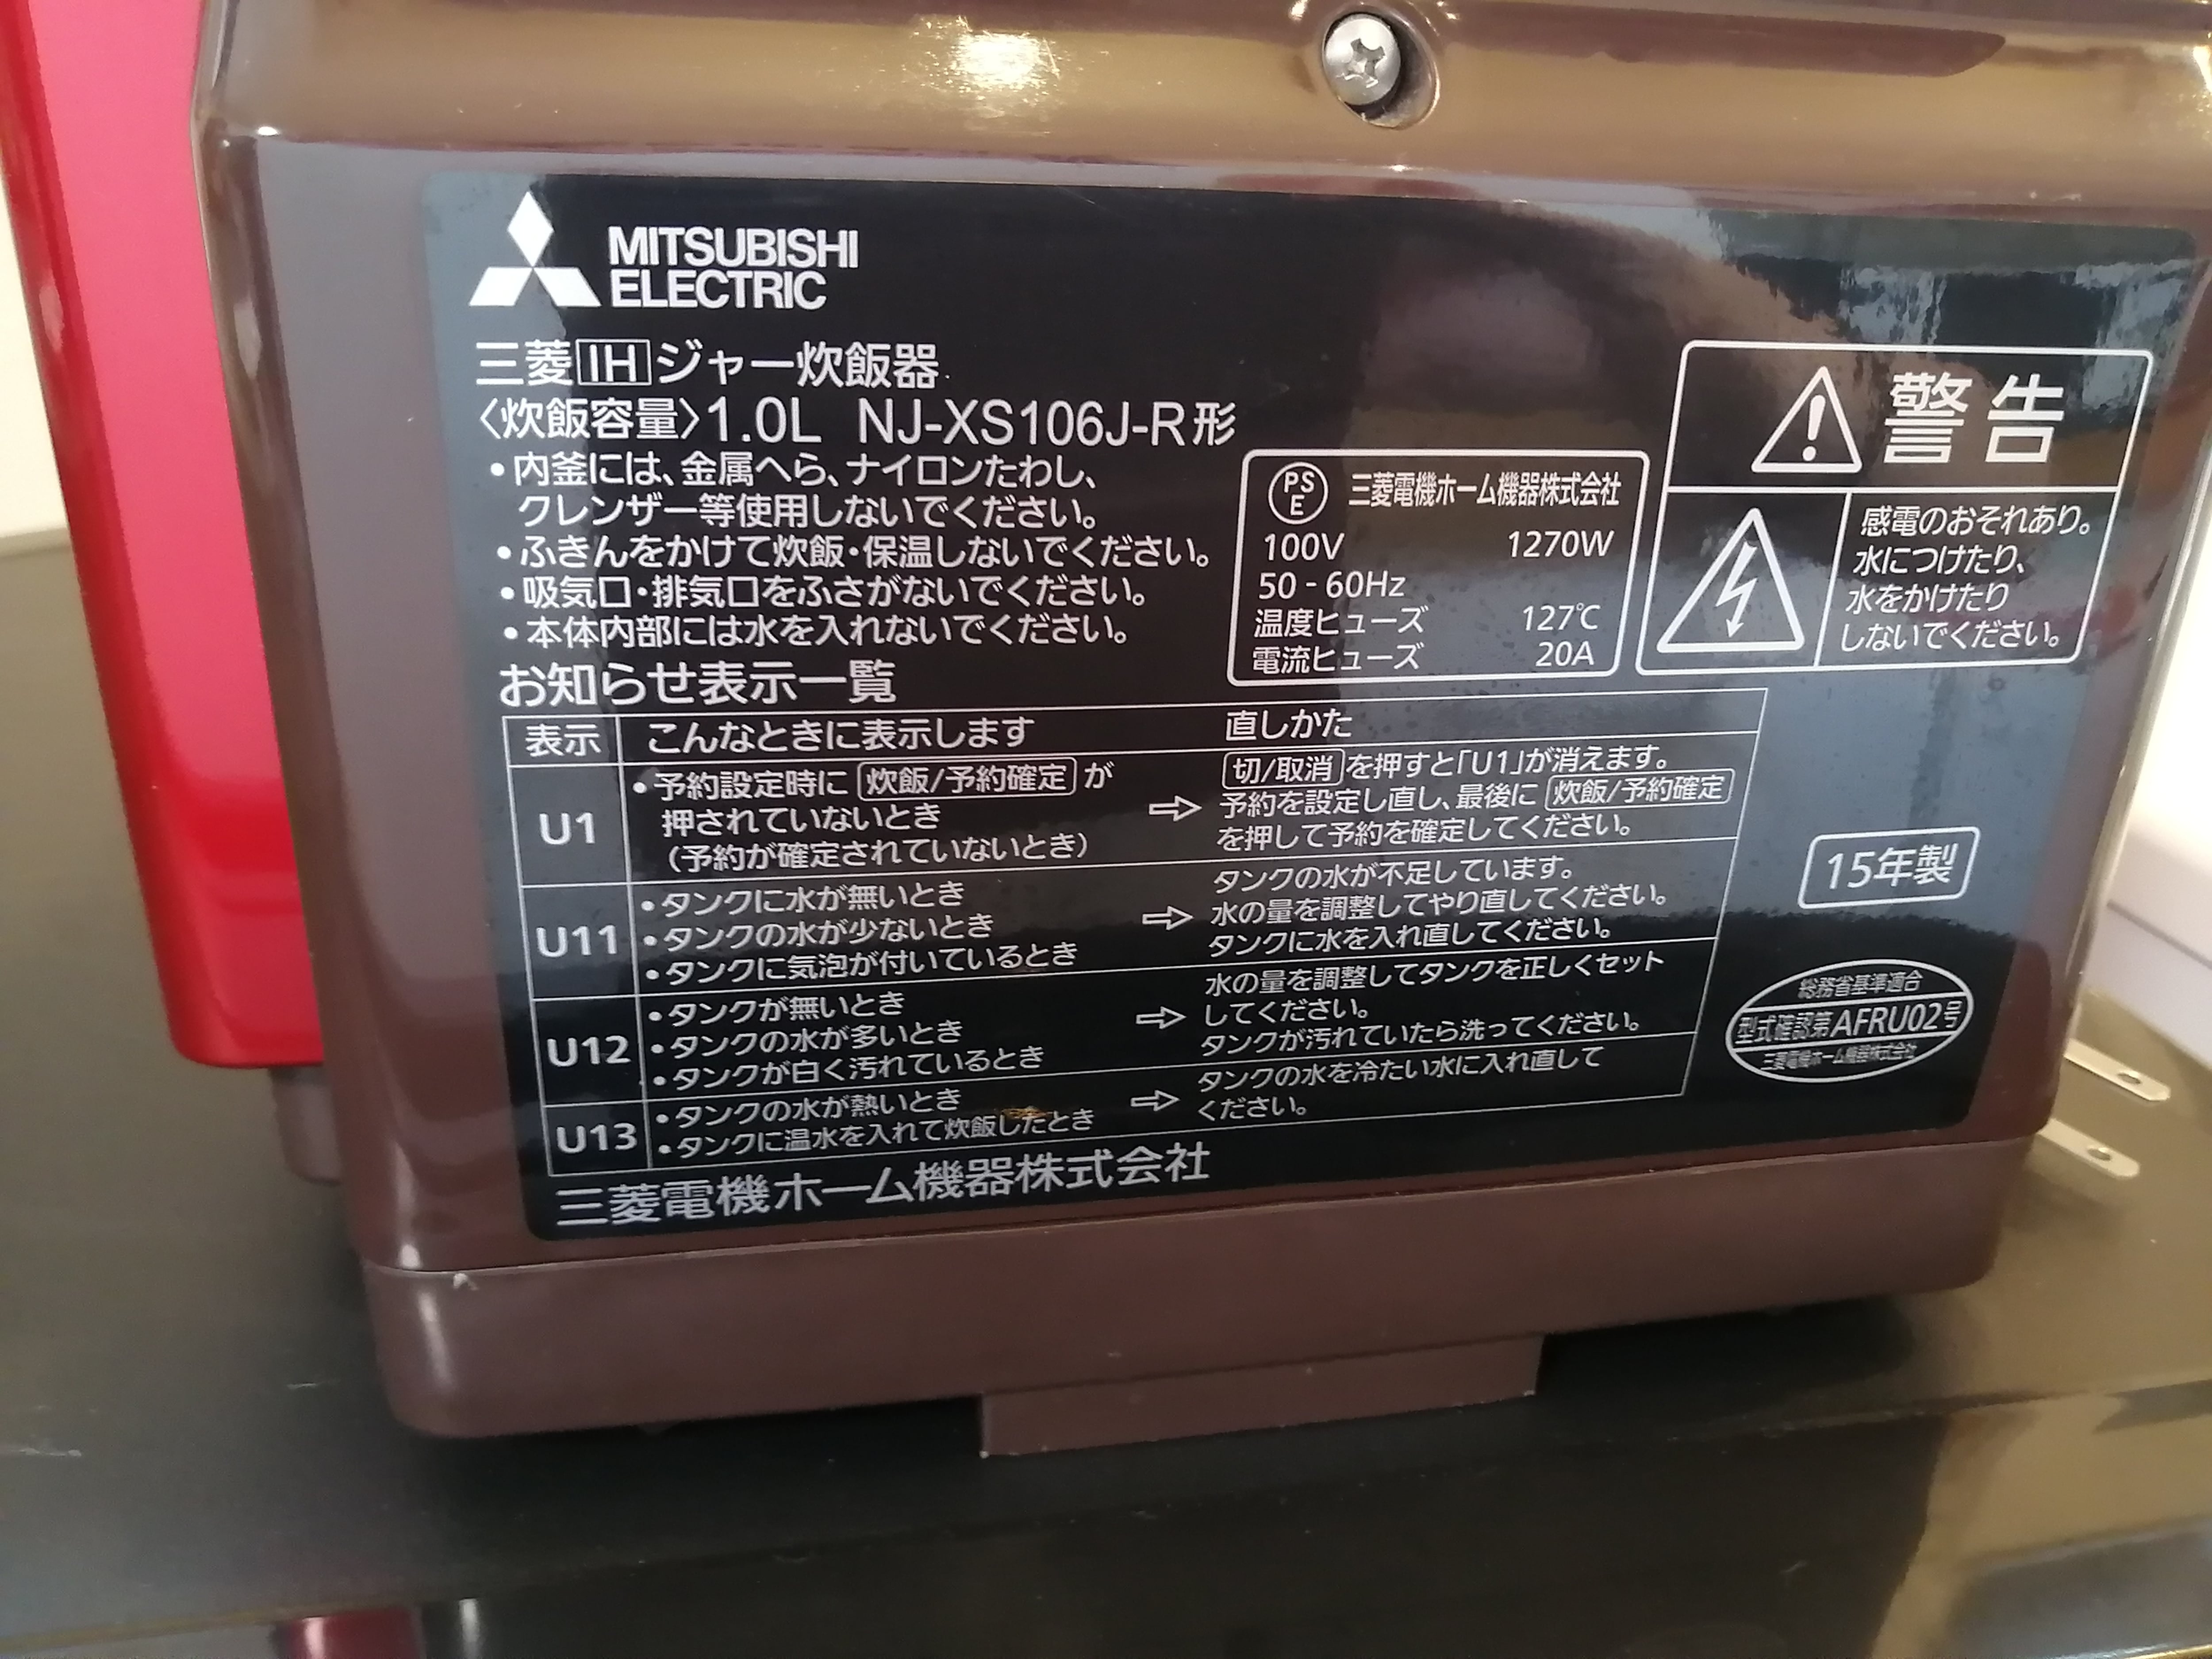 MITSUBISHI
ELECTRIC
三菱IHジャー炊飯器
〈炊飯容量〉1.0L NJ-XS106J-R形
•内釜には、金属へら、ナイロンたわし、
クレンザー等使用しないでください。
•ふきんをかけて炊飯・保温しないでください。
•吸気口・排気口をふさがないでください。
•本体内部には水を入れないでください。
PSE 三菱電機ホーム機器株式会社
100V 1270W
50-60Hz
温度ヒューズ 127℃
電流ヒューズ 20A
警告
感電のおそれあり。
水につけたり、
水をかけたり
しないでください。
お知らせ表示一覧
表示 こんなときに表示します 直しかた
U1
•予約設定時に 炊飯/予約確定 が
押されていないとき
（予約が確定されていないとき）
⇨
切/取消 を押すと「U1」が消えます。
予約を設定し直し、最後に 炊飯/予約確定
を押して予約を確定してください。
U11
•タンクに水が無いとき
•タンクの水が少ないとき
•タンクに気泡が付いているとき
⇨
タンクの水が不足しています。
水の量を調整してやり直してください。
タンクに水を入れ直してください。
U12
•タンクが無いとき
•タンクの水が多いとき
•タンクが白く汚れているとき
⇨
水の量を調整してタンクを正しくセット
してください。
タンクが汚れていたら洗ってください。
U13
•タンクの水が熱いとき
•タンクに温水を入れて炊飯したとき
⇨
タンクの水を冷たい水に入れ直して
ください。
三菱電機ホーム機器株式会社
15年製
総務省基準適合
型式確認第AFRU02号
三菱電機ホーム機器株式会社